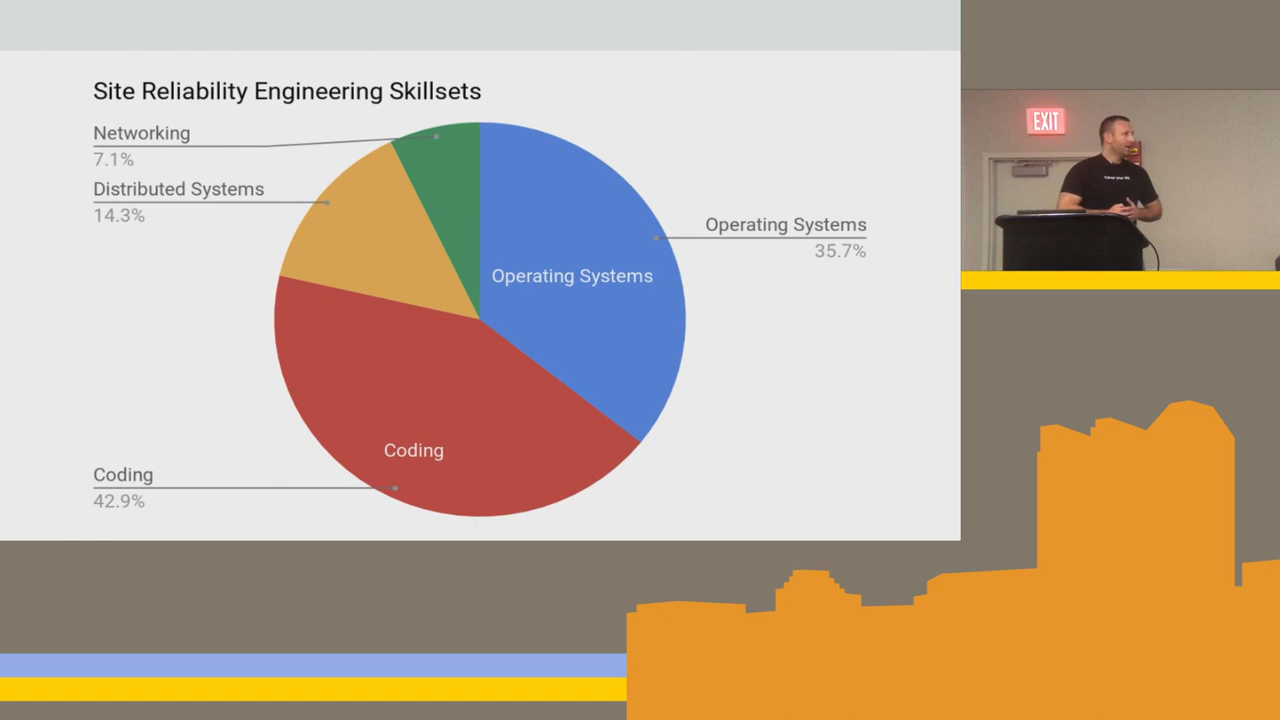 Site Reliability Engineering Skillsets
Networking
7.1%
Distributed Systems
14.3%
Operating Systems
35.7%
Operating Systems
Coding
Coding
42.9%
EXIT